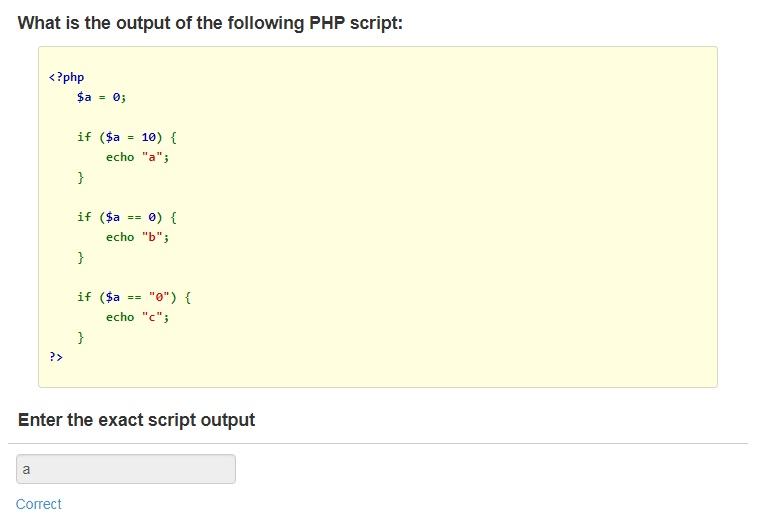 What is the output of the following PHP script:
<?php
$a = 0;
if ($a = 10) {
echo "a";
}
if ($a == 0) {
echo "b";
}
if ($a == "0") {
echo "c";
}
?>
Enter the exact script output
a
Correct